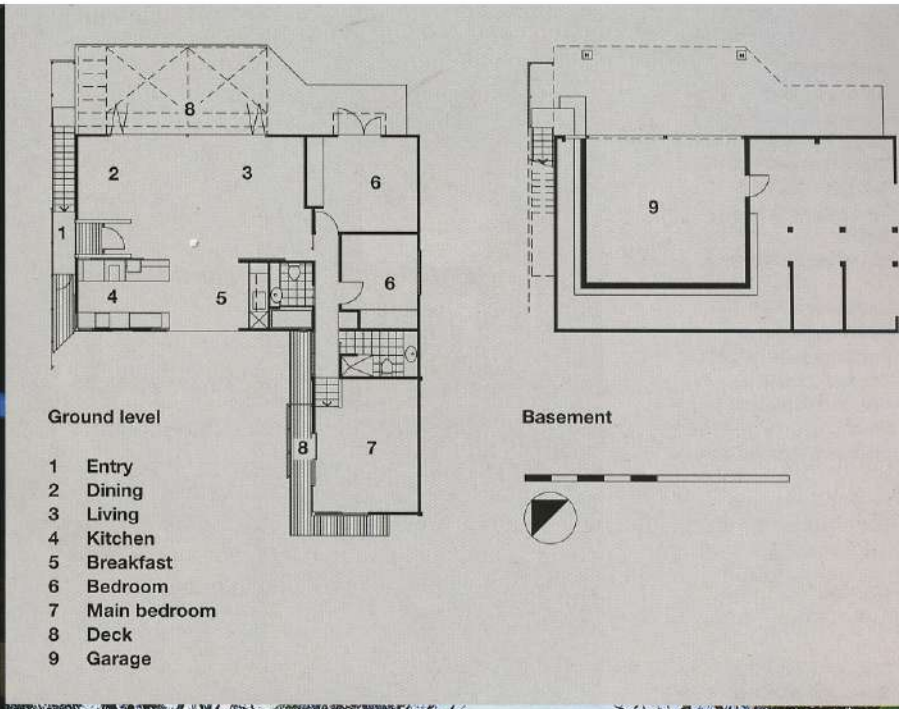 8
2
3
6
9
1
6
4
5
Ground level
Basement
8
7
1 Entry
2 Dining
3 Living
4 Kitchen
5 Breakfast
6 Bedroom
7 Main bedroom
8 Deck
9 Garage